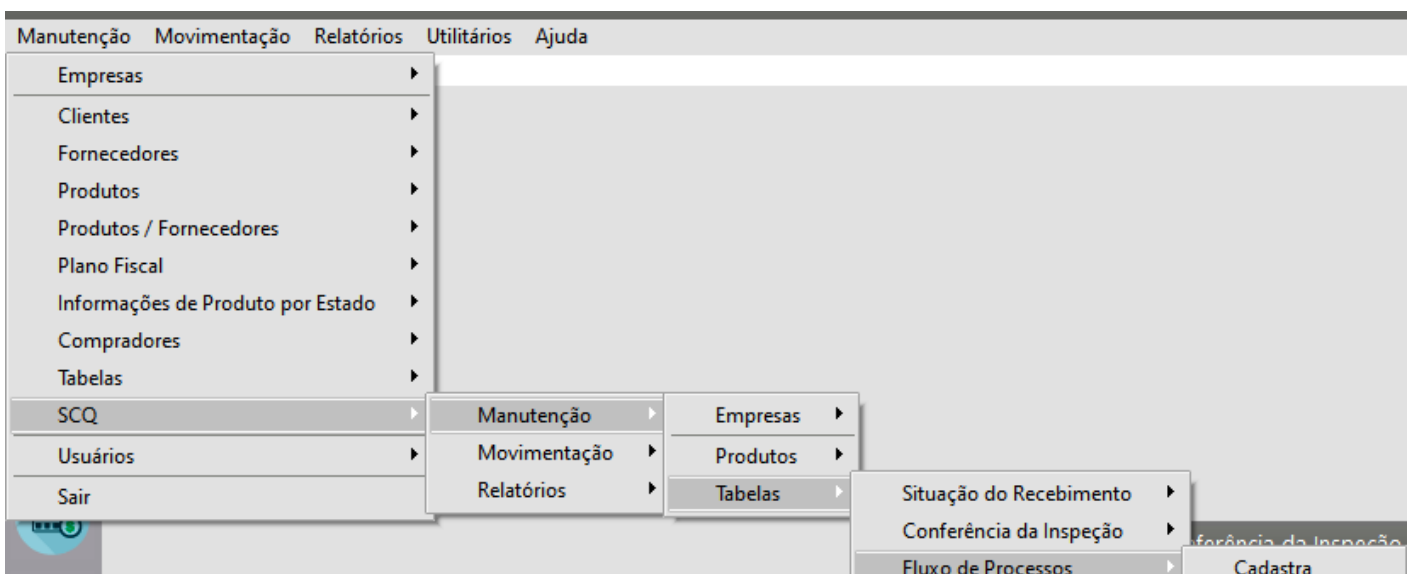 Manutenção Movimentação Relatórios Utilitários Ajuda
Empresas
Clientes
Fornecedores
Produtos
Produtos / Fornecedores
Plano Fiscal
Informações de Produto por Estado
Compradores
Tabelas
SCQ
Usuários
Sair
Manutenção
Movimentação
Relatórios
Empresas
Produtos
Tabelas
Situação do Recebimento
Conferência da Inspeção
Fluxo de Processos
da Inspeção
Cadastra